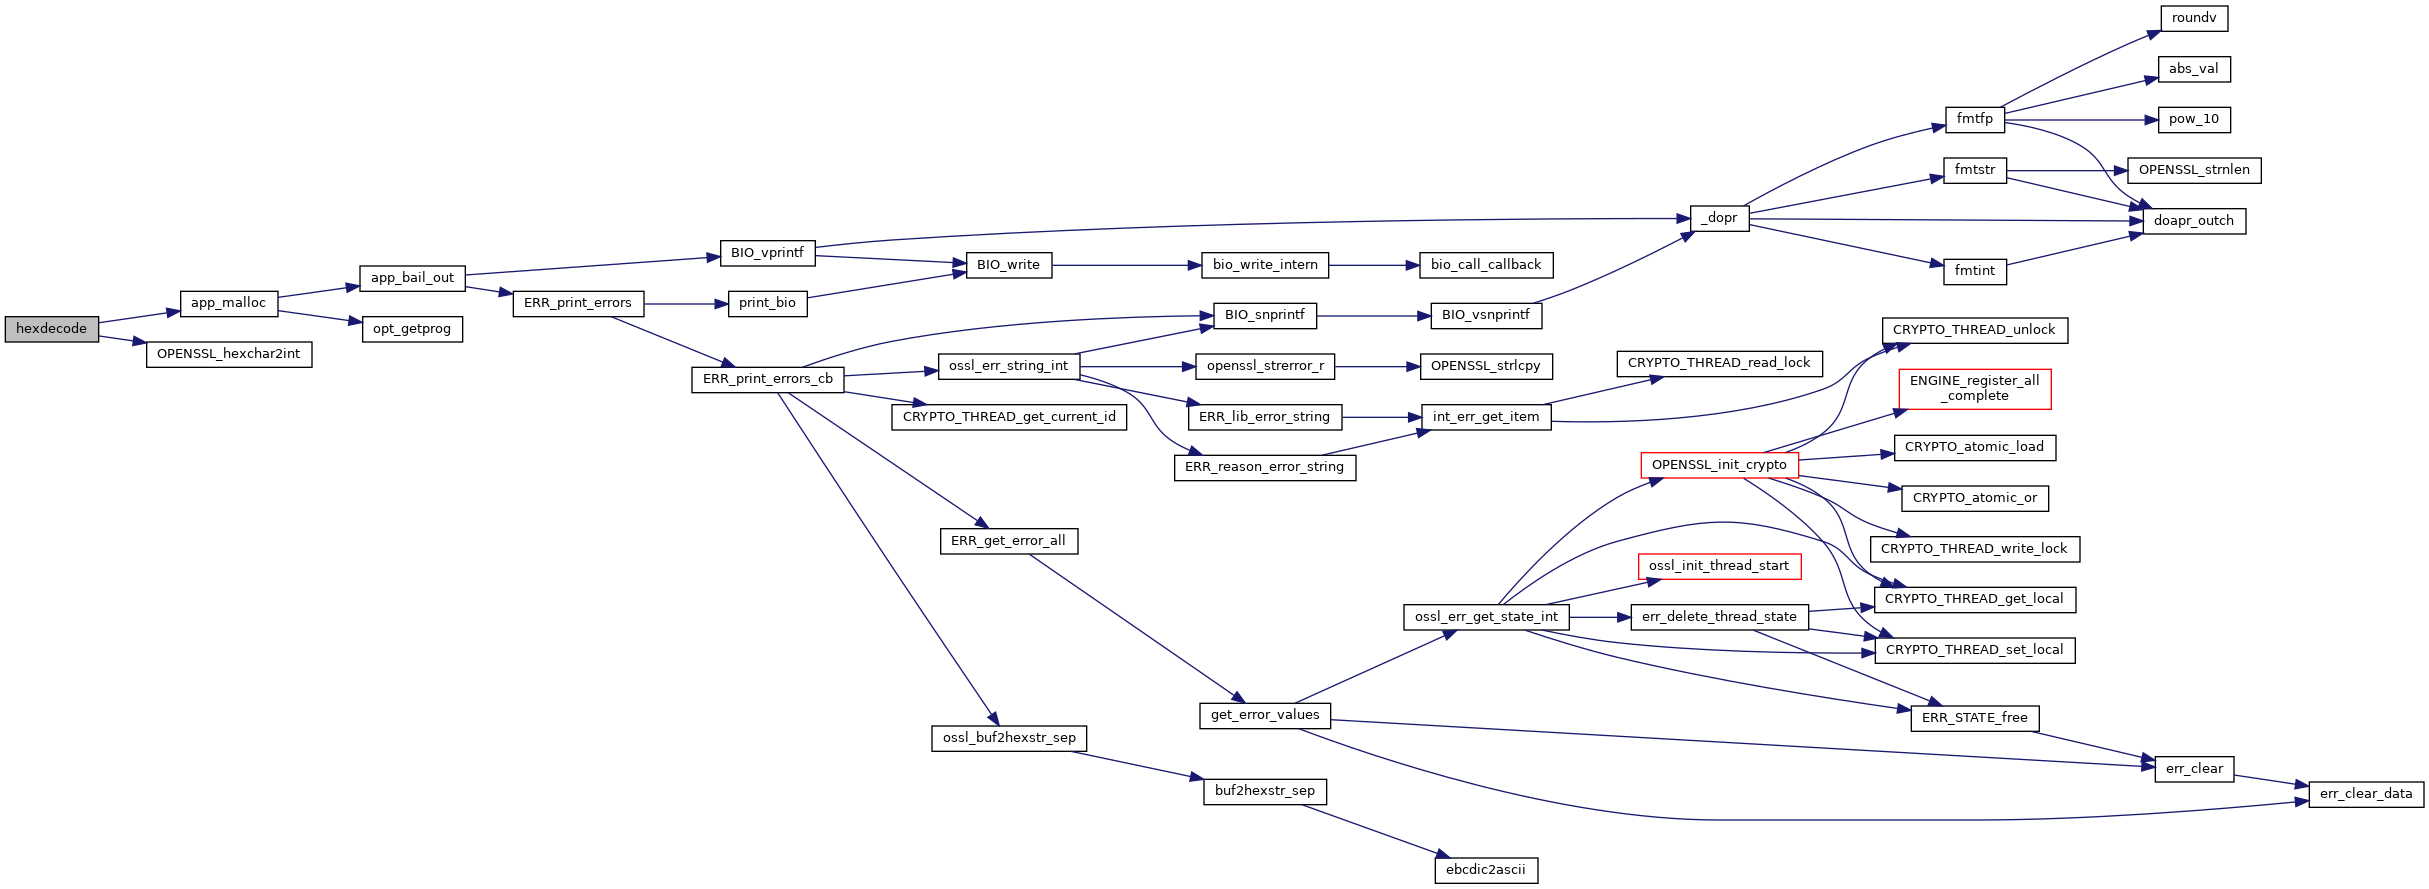 hexdecode
app_malloc
OPENSSL_hexchar2int
app_bail_out
opt_getprog
ERR_print_errors
BIO_vprintf
print_bio
ERR_print_errors_cb
BIO_write
ossl_err_string_int
CRYPTO_THREAD_get_current_id
ERR_get_error_all
ossl_buf2hexstr_sep
bio_write_intern
BIO_snprintf
openssl_strerror_r
ERR_lib_error_string
ERR_reason_error_string
get_error_values
buf2hexstr_sep
bio_call_callback
BIO_vsnprintf
OPENSSL_strlcpy
int_err_get_item
ossl_err_get_state_int
ebcdic2ascii
_dopr
CRYPTO_THREAD_read_lock
OPENSSL_init_crypto
ossl_init_thread_start
err_delete_thread_state
fmtfp
fmtstr
fmtint
CRYPTO_THREAD_unlock
ENGINE_register_all
_complete
CRYPTO_atomic_load
CRYPTO_atomic_or
CRYPTO_THREAD_write_lock
CRYPTO_THREAD_get_local
CRYPTO_THREAD_set_local
ERR_STATE_free
roundv
abs_val
pow_10
OPENSSL_strnlen
doapr_outch
err_clear
err_clear_data